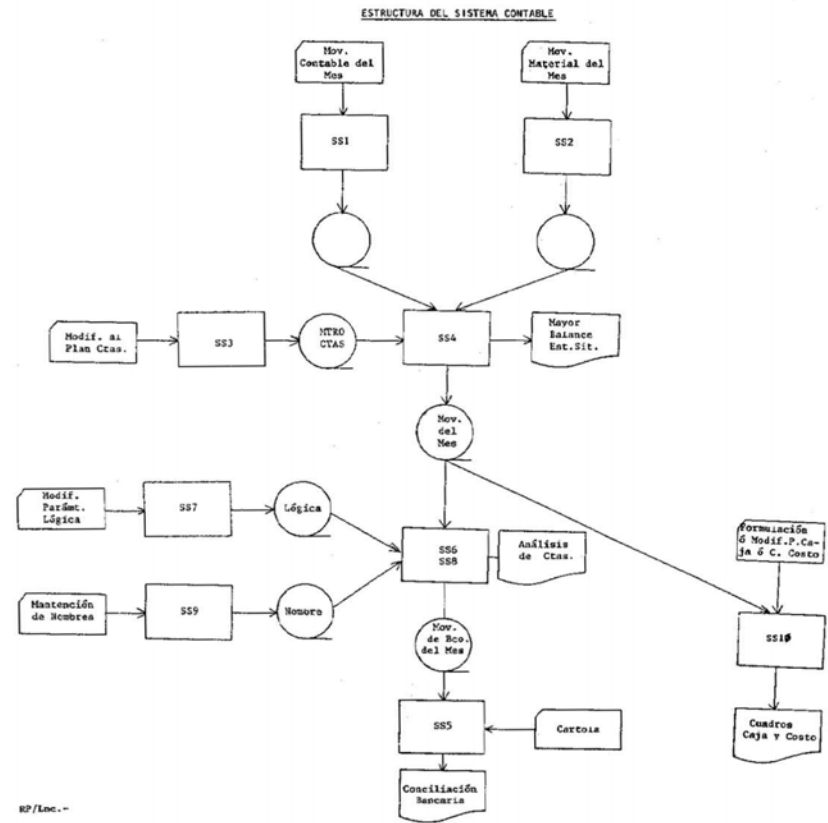 ESTRUCTURA DEL SISTEMA CONTABLE
Mov.
Contable del
Mes
Mov.
Material del
Mes
SS1
SS2
Modif. al
Plan Ctas.
SS3
MTRO
CTAS
SS4
Mayor
Balance
Est.Sit.
Mov.
del
Mes
Modif.
Parámt.
Lógica
SS7
Lógica
SS6
SS8
Análisis
de Ctas.
Formulación
ó Modif.P.Ca-
ja ó C. Costo
Mantención
de Nombres
SS9
Nombre
Mov.
de Bco.
del Mes
SS10
SS5
Cartola
Cuadros
Caja y Costo
Conciliación
Bancaria
RP/Lmc.-